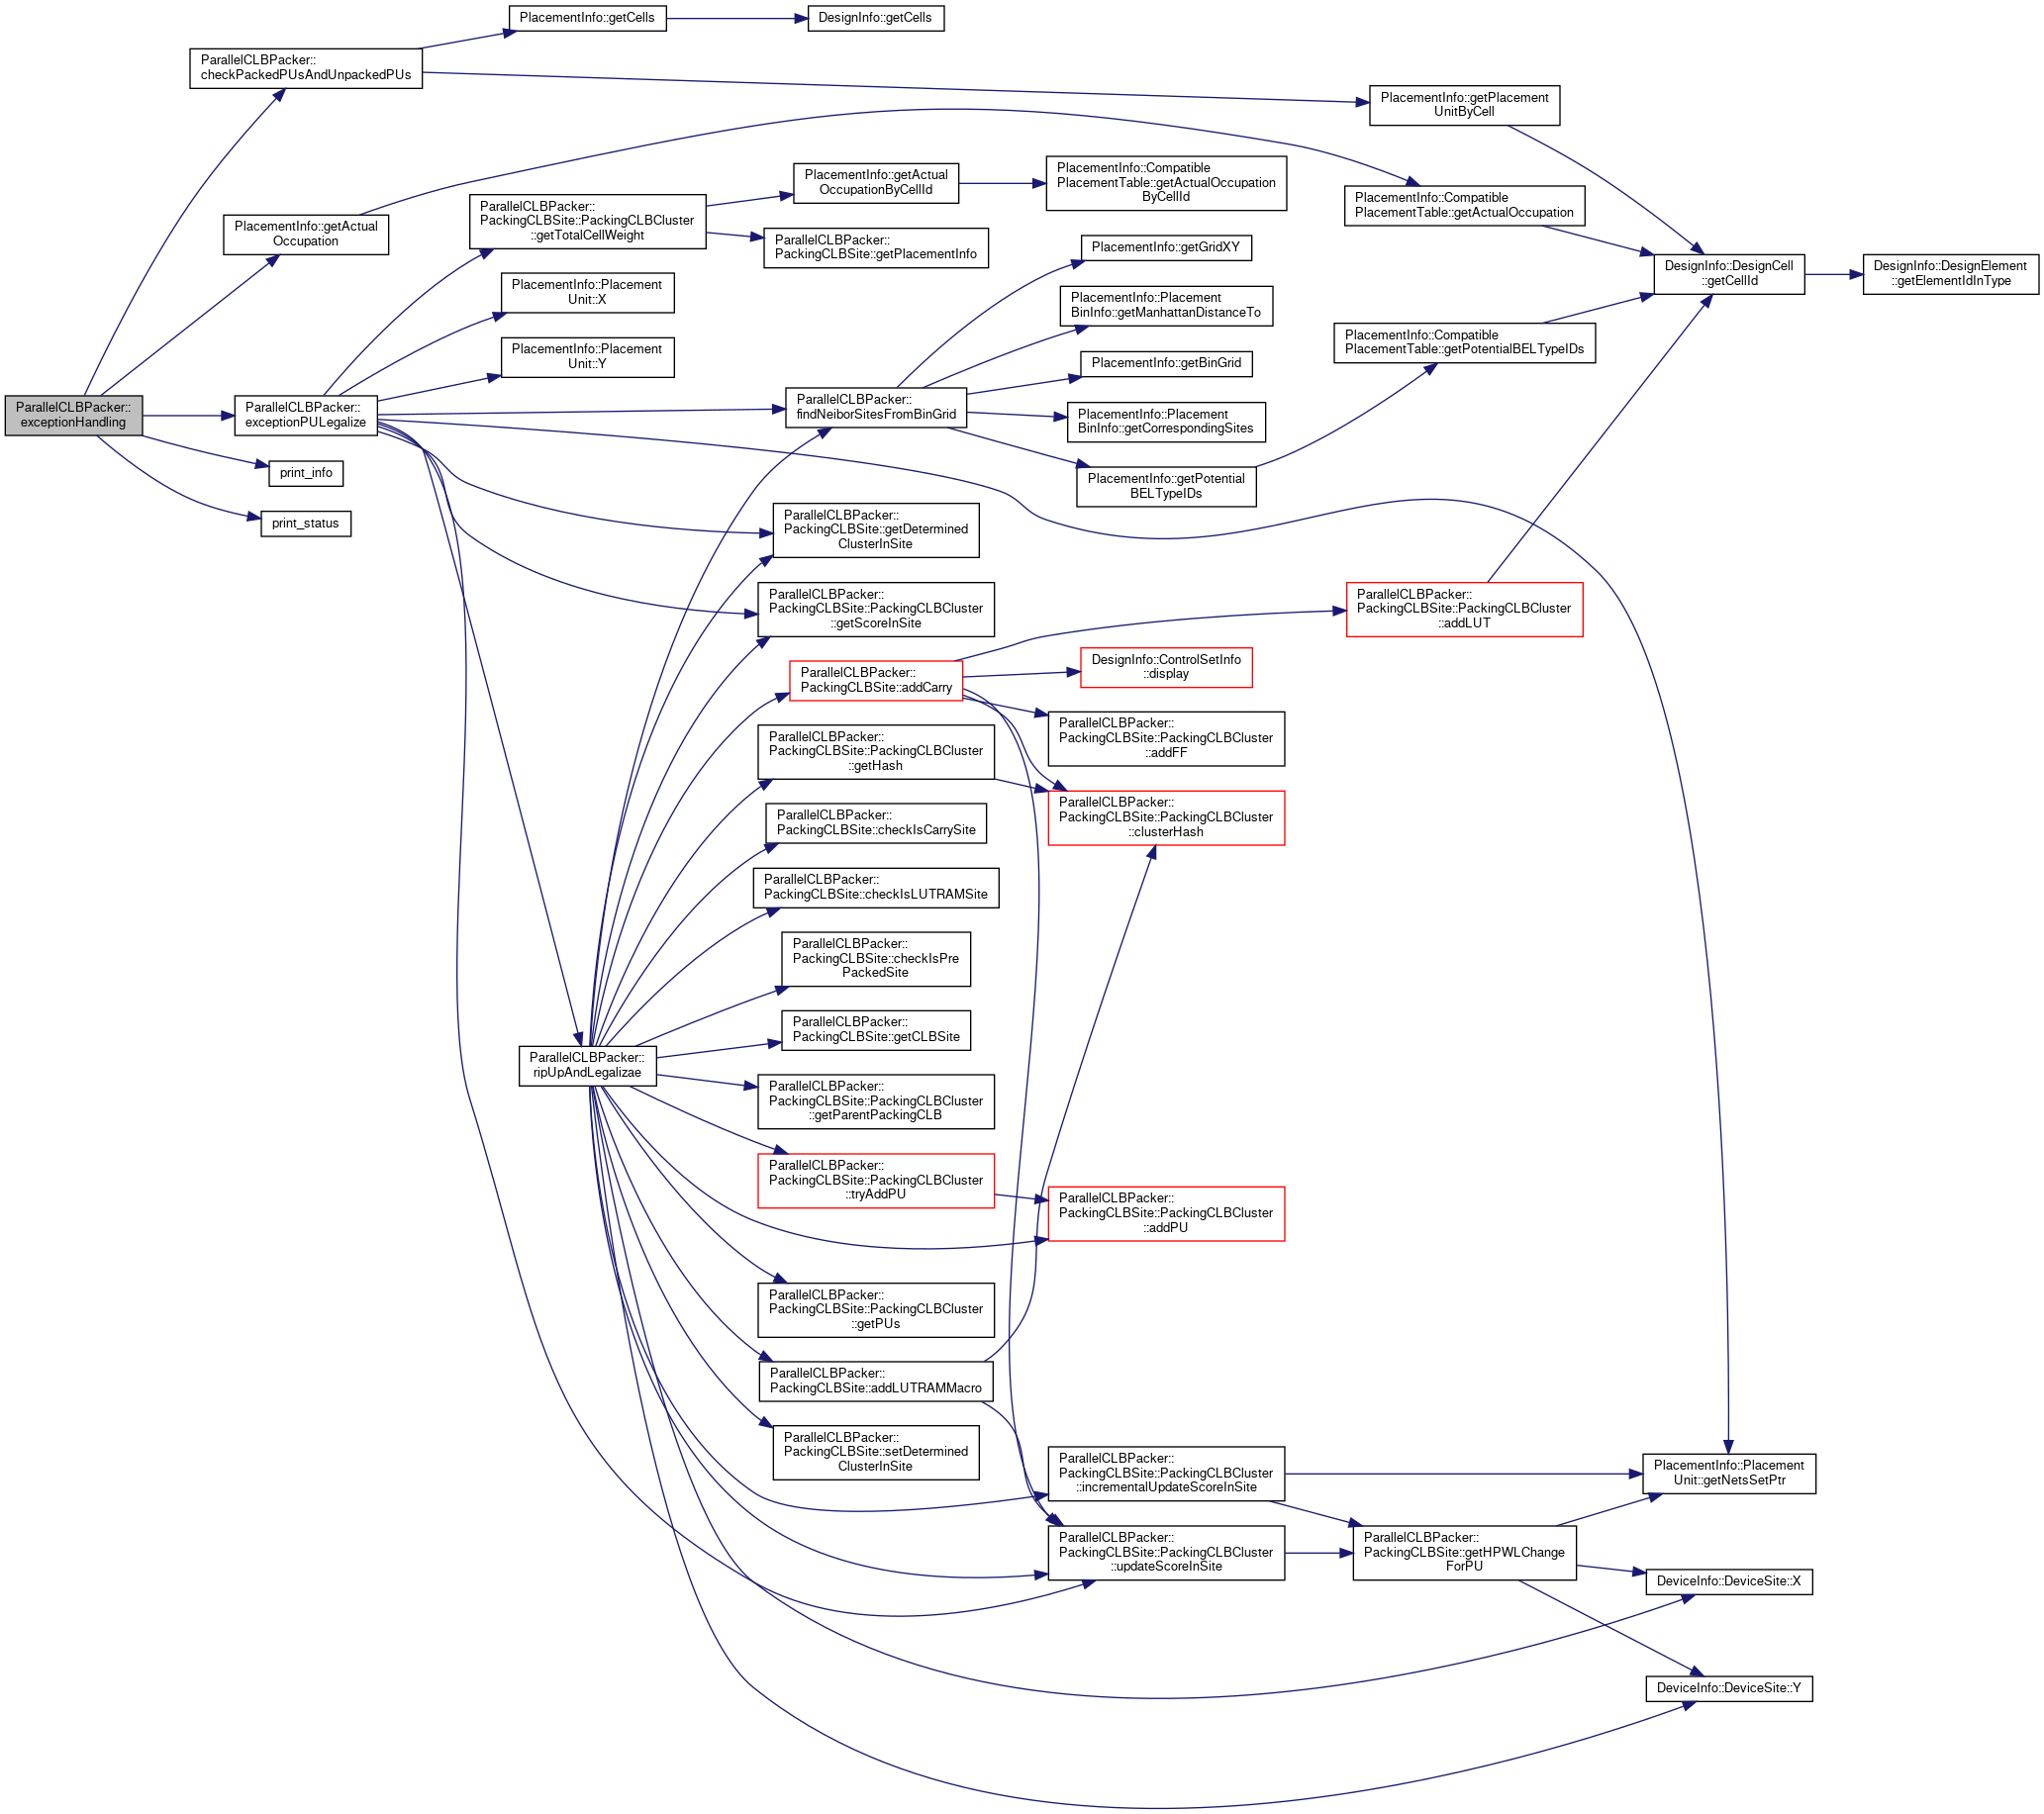 PlacementInfo::getCells
DesignInfo::getCells
ParallelCLBPacker::
checkPackedPUsAndUnpackedPUs
PlacementInfo::getPlacement
UnitByCell
PlacementInfo::getActual
OccupationByCellId
PlacementInfo::Compatible
PlacementTable::getActualOccupation
ByCellId
PlacementInfo::Compatible
PlacementTable::getActualOccupation
ParallelCLBPacker::
PackingCLBSite::PackingCLBCluster
::getTotalCellWeight
PlacementInfo::getActual
Occupation
ParallelCLBPacker::
PackingCLBSite::getPlacementInfo
PlacementInfo::getGridXY
DesignInfo::DesignCell
::getCellId
DesignInfo::DesignElement
::getElementIdInType
PlacementInfo::Placement
Unit::X
PlacementInfo::Placement
BinInfo::getManhattanDistanceTo
PlacementInfo::Placement
Unit::Y
PlacementInfo::Compatible
PlacementTable::getPotentialBELTypeIDs
PlacementInfo::getBinGrid
ParallelCLBPacker::
exceptionHandling
ParallelCLBPacker::
exceptionPULegalize
ParallelCLBPacker::
findNeiborSitesFromBinGrid
PlacementInfo::Placement
BinInfo::getCorrespondingSites
print_info
PlacementInfo::getPotential
BELTypeIDs
print_status
ParallelCLBPacker::
PackingCLBSite::getDetermined
ClusterInSite
ParallelCLBPacker::
PackingCLBSite::PackingCLBCluster
::getScoreInSite
ParallelCLBPacker::
PackingCLBSite::PackingCLBCluster
::addLUT
ParallelCLBPacker::
PackingCLBSite::addCarry
DesignInfo::ControlSetInfo
::display
ParallelCLBPacker::
PackingCLBSite::PackingCLBCluster
::addFF
ParallelCLBPacker::
PackingCLBSite::PackingCLBCluster
::getHash
ParallelCLBPacker::
PackingCLBSite::PackingCLBCluster
::clusterHash
ParallelCLBPacker::
PackingCLBSite::checkIsCarrySite
ParallelCLBPacker::
PackingCLBSite::checkIsLUTRAMSite
ParallelCLBPacker::
PackingCLBSite::checkIsPre
PackedSite
ParallelCLBPacker::
PackingCLBSite::getCLBSite
ParallelCLBPacker::
ripUpAndLegalizae
ParallelCLBPacker::
PackingCLBSite::PackingCLBCluster
::getParentPackingCLB
ParallelCLBPacker::
PackingCLBSite::PackingCLBCluster
::tryAddPU
ParallelCLBPacker::
PackingCLBSite::PackingCLBCluster
::addPU
ParallelCLBPacker::
PackingCLBSite::PackingCLBCluster
::getPUs
ParallelCLBPacker::
PackingCLBSite::addLUTRAMMacro
ParallelCLBPacker::
PackingCLBSite::setDetermined
ClusterInSite
ParallelCLBPacker::
PackingCLBSite::PackingCLBCluster
::incrementalUpdateScoreInSite
PlacementInfo::Placement
Unit::getNetsSetPtr
ParallelCLBPacker::
PackingCLBSite::PackingCLBCluster
::updateScoreInSite
ParallelCLBPacker::
PackingCLBSite::getHPWLChange
ForPU
DeviceInfo::DeviceSite::X
DeviceInfo::DeviceSite::Y